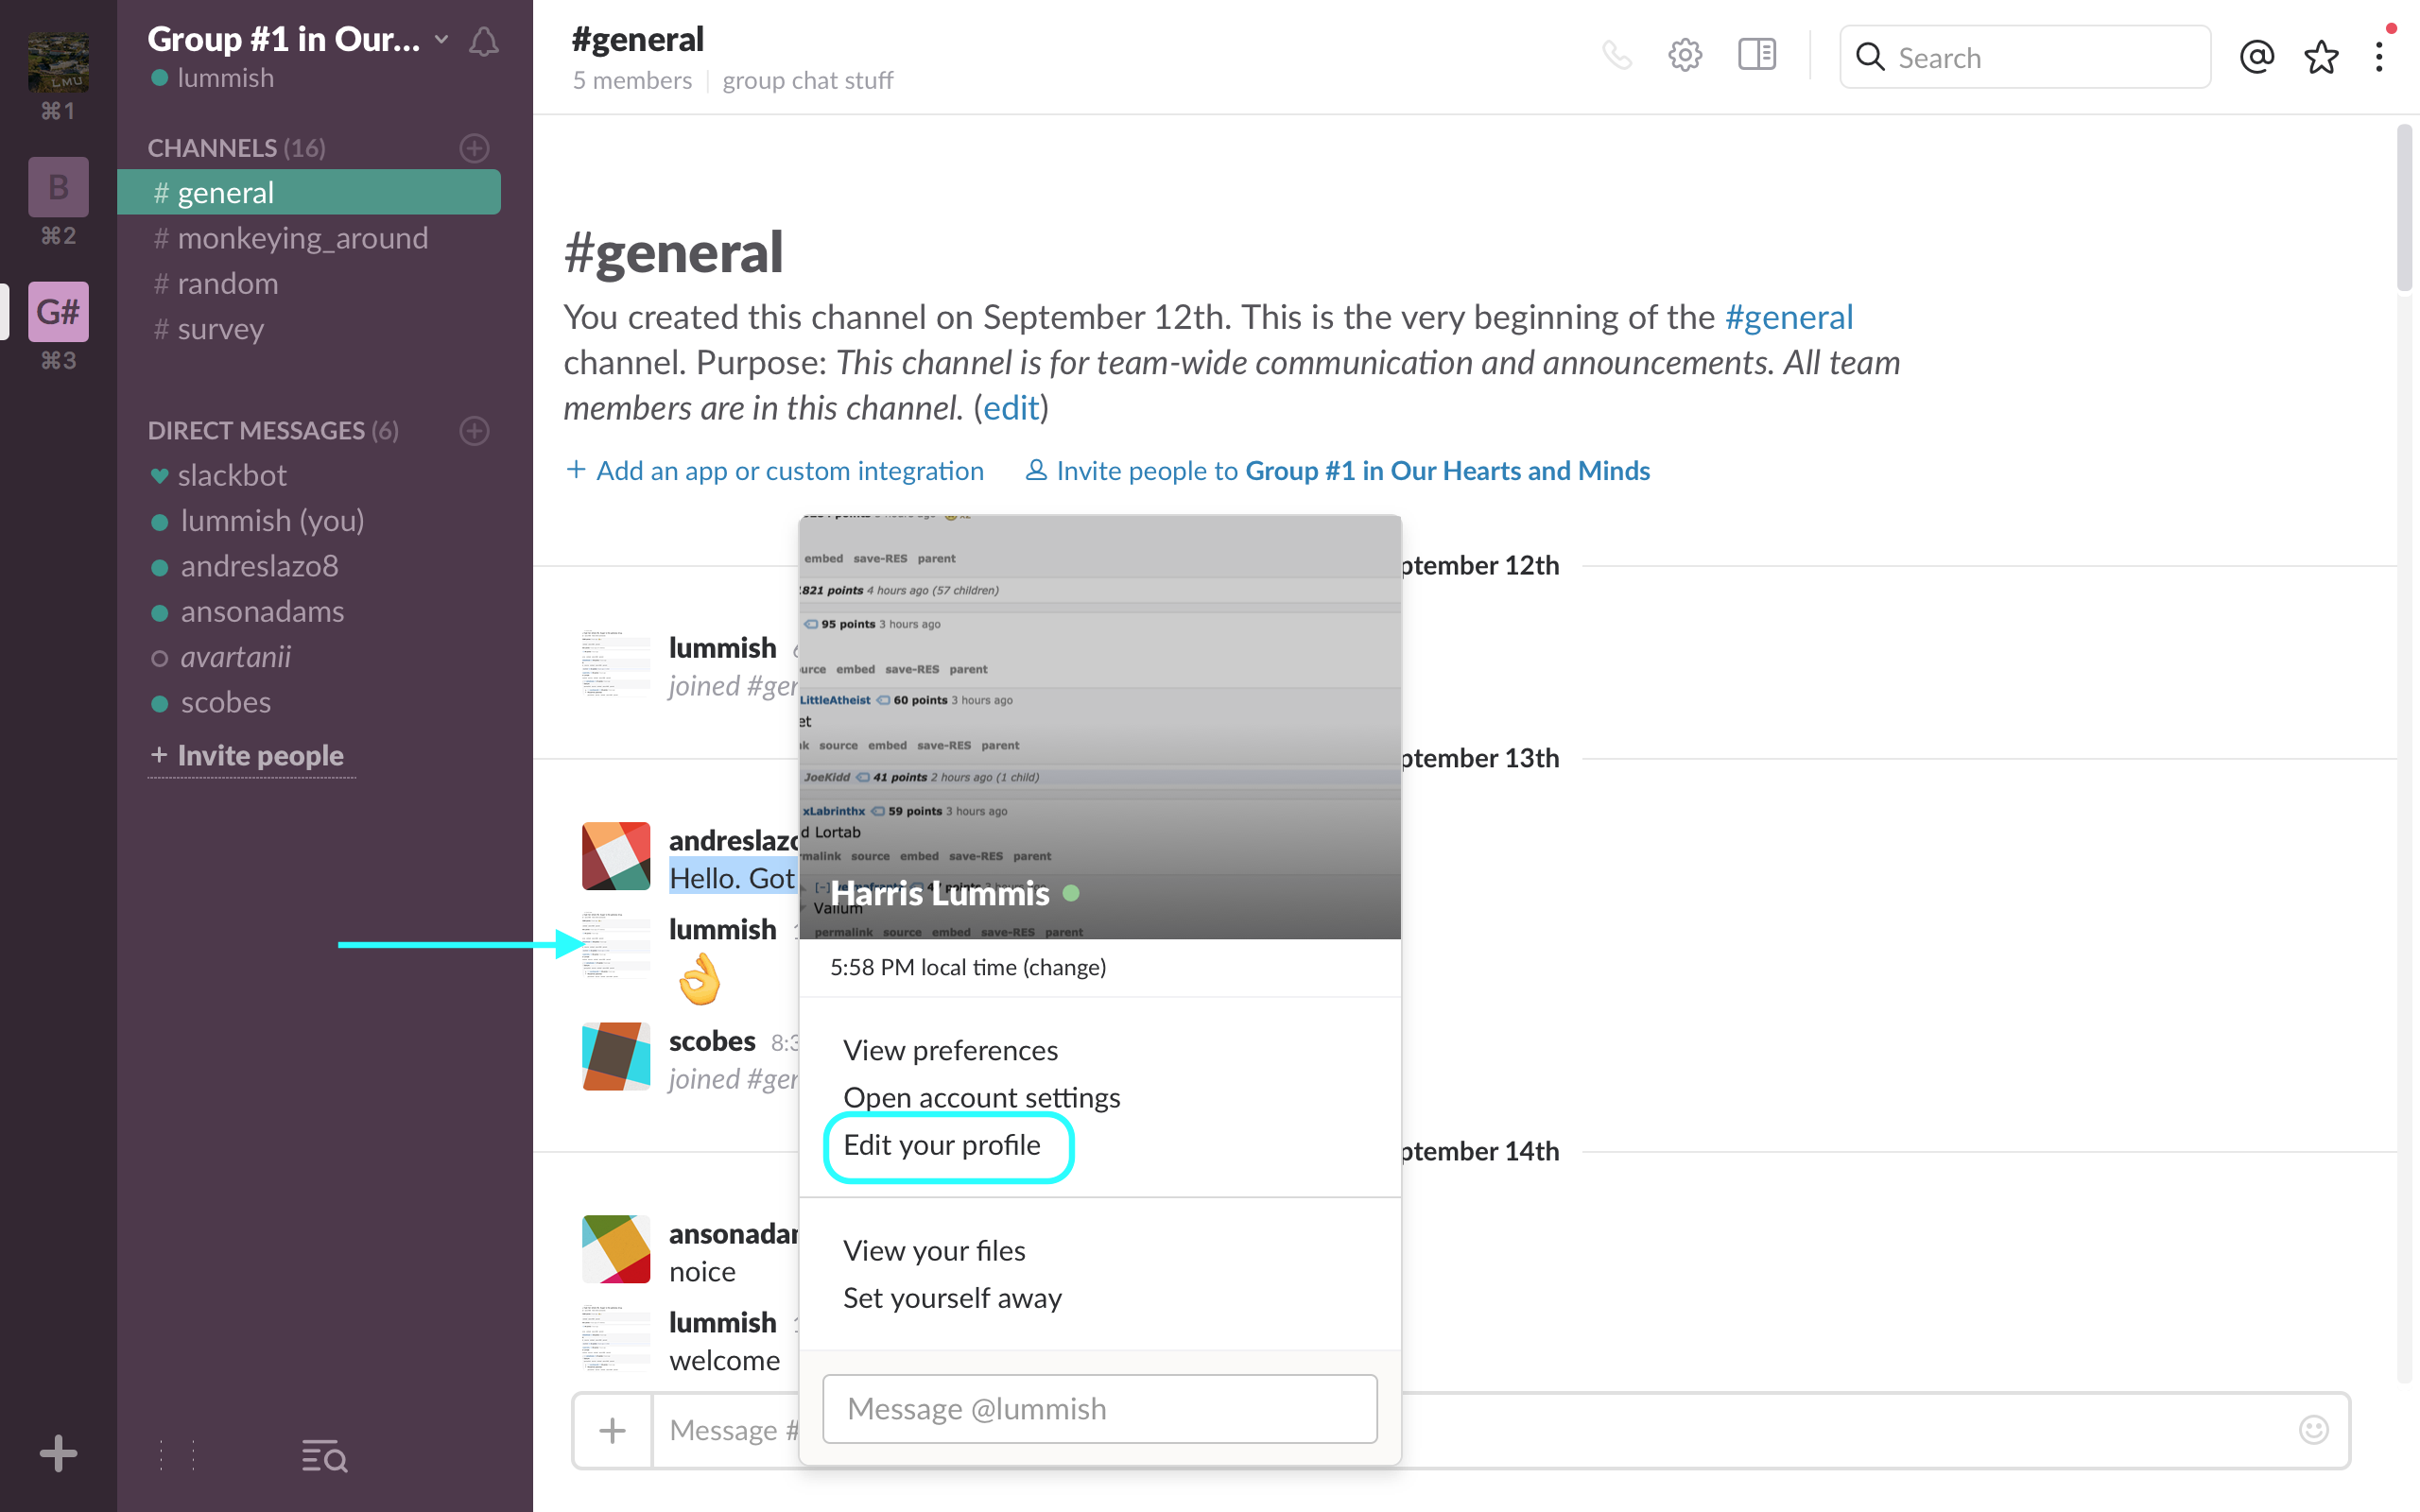 LMU
⌘1
B
⌘2
G#
⌘3
Group #1 in Our...
lummish
CHANNELS (16)
# general
# monkeying_around
# random
# survey
DIRECT MESSAGES (6)
slackbot
lummish (you)
andreslazo8
ansonadams
avartanii
scobes
+ Invite people
#general
5 members
group chat stuff
Search
#general
You created this channel on September 12th. This is the very beginning of the #general
channel. Purpose: This channel is for team-wide communication and announcements. All team
members are in this channel. (edit)
+ Add an app or custom integration
Invite people to Group #1 in Our Hearts and Minds
ptember 12th
lummish
joined #ger
ptember 13th
andreslazo
Hello. Got
lummish
scobes 8:3
joined #ger
ptember 14th
ansonadar
noice
lummish
welcome
Message #
embed save-RES parent
821 points 4 hours ago (57 children)
95 points 3 hours ago
urce embed save-RES parent
LittleAtheist 60 points 3 hours ago
et
nk source embed save-RES parent
JoeKidd 41 points 2 hours ago (1 child)
xLabrinthx 59 points 3 hours ago
d Lortab
rmalink source embed save-RES parent
Harris Lummis
Valium
permalink source embed save-RES parent
5:58 PM local time (change)
View preferences
Open account settings
Edit your profile
View your files
Set yourself away
Message @lummish